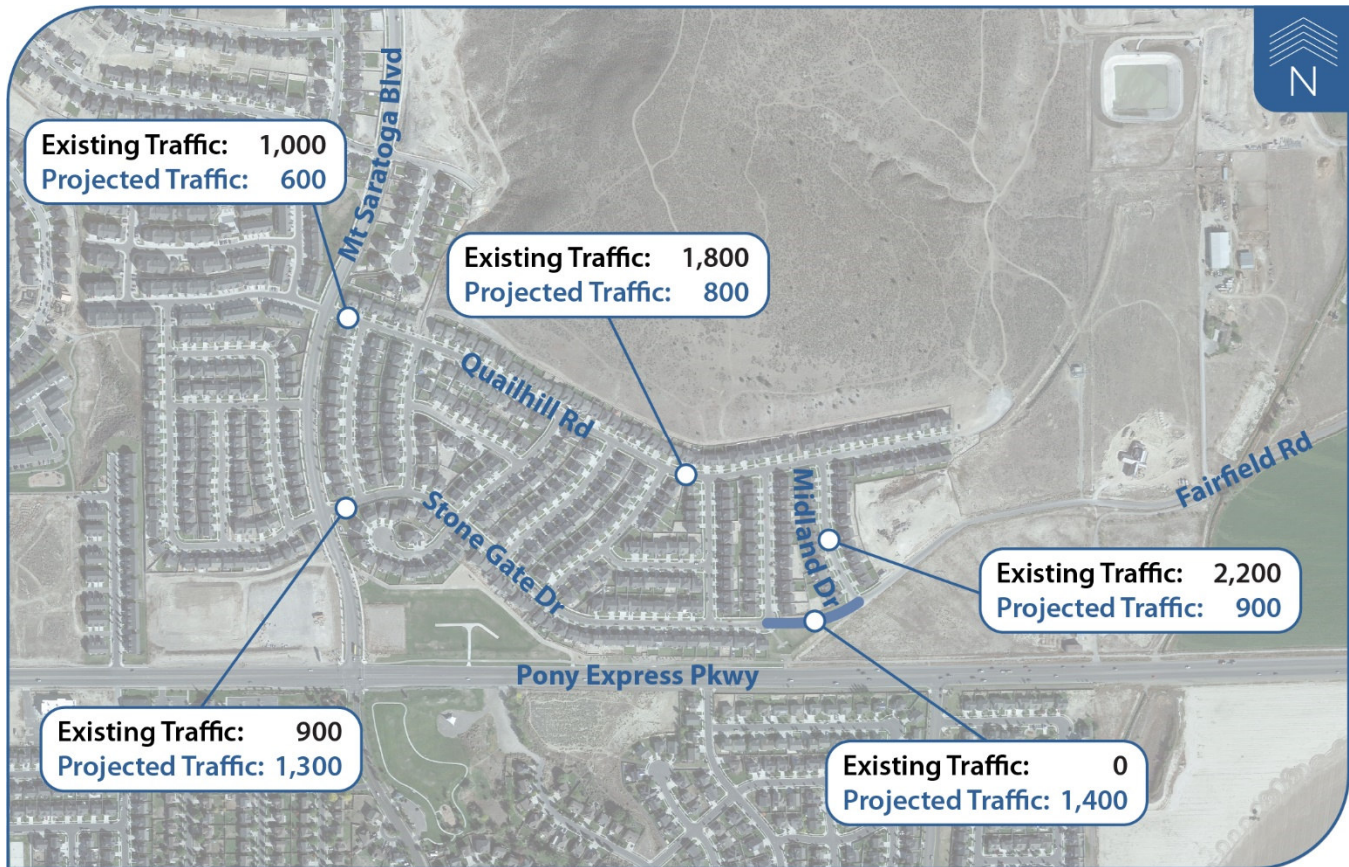 N
Mt Saratoga Blvd
Existing Traffic: 1,000
Projected Traffic: 600
Existing Traffic: 1,800
Projected Traffic: 800
Quailhill Rd
Fairfield Rd
Midland Dr
Stone Gate Dr
Existing Traffic: 2,200
Projected Traffic: 900
Pony Express Pkwy
Existing Traffic: 900
Projected Traffic: 1,300
Existing Traffic: 0
Projected Traffic: 1,400